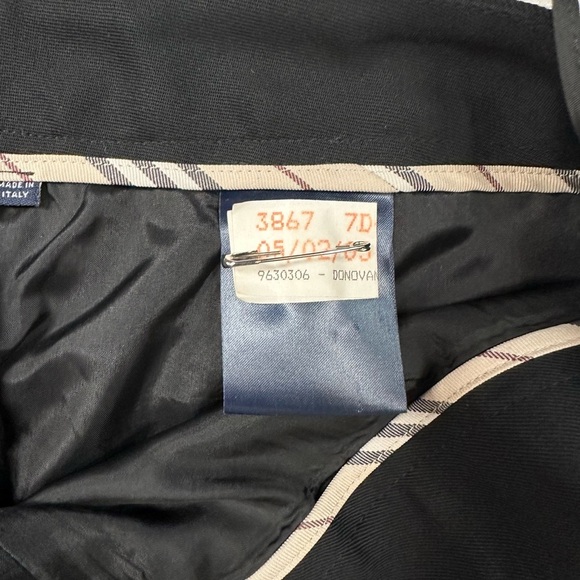 MADE IN
ITALY
3867 7D
05/02/03
9630306 - DONOVAN